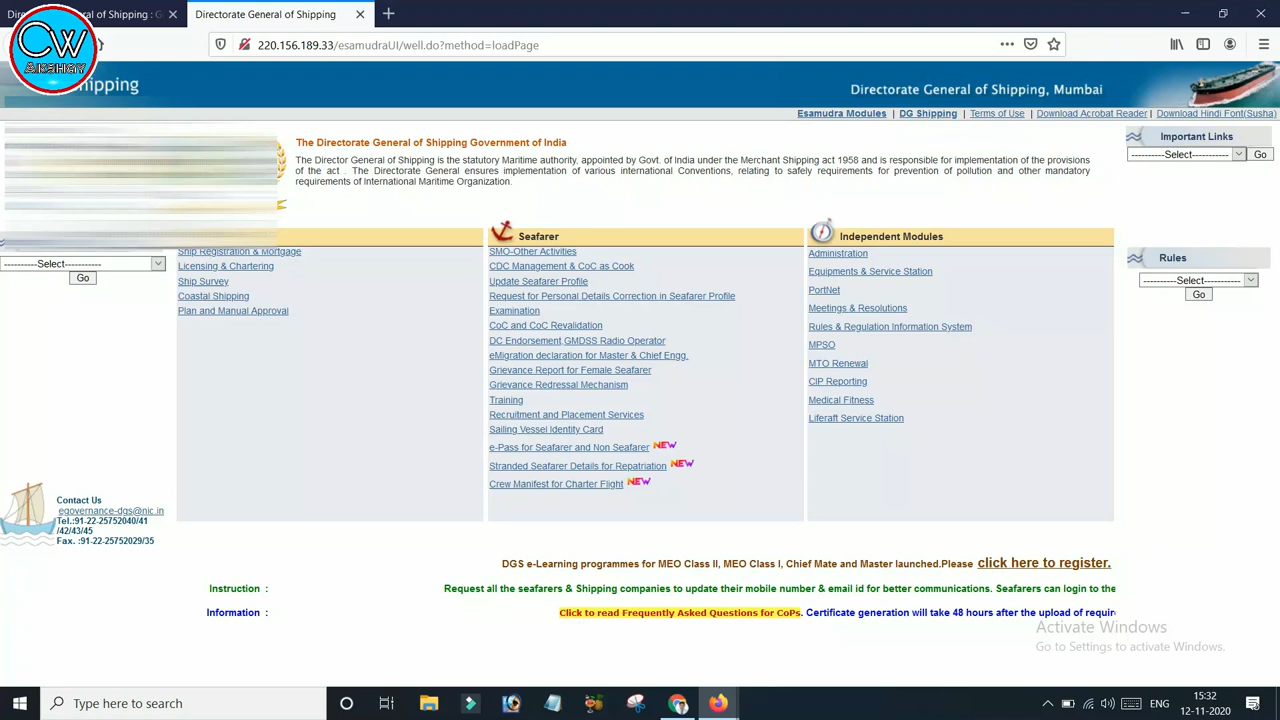 Directorate General of Shipping
220.156.189.33/esamudraUI/well.do?method=loadPage
CW
AKSHAY
hipping
Directorate General of Shipping, Mumbai
Esamudra Modules | DG Shipping | Terms of Use | Download Acrobat Reader | Download Hindi Font(Susha)
The Directorate General of Shipping Government of India
The Director General of Shipping is the statutory Maritime authority, appointed by Govt. of India under the Merchant Shipping act 1958 and is responsible for implementation of the provisions
of the act . The Directorate General ensures implementation of various international Conventions, relating to safely requirements for prevention of pollution and other mandatory
requirements of International Maritime Organization.
Important Links
----------Select-----------
Go
----------Select----------
Go
Ship Registration & Mortgage
Licensing & Chartering
Ship Survey
Coastal Shipping
Plan and Manual Approval
Seafarer
SMO-Other Activities
CDC Management & CoC as Cook
Update Seafarer Profile
Request for Personal Details Correction in Seafarer Profile
Examination
CoC and CoC Revalidation
DC Endorsement,GMDSS Radio Operator
eMigration declaration for Master & Chief Engg.
Grievance Report for Female Seafarer
Grievance Redressal Mechanism
Training
Recruitment and Placement Services
Sailing Vessel Identity Card
e-Pass for Seafarer and Non Seafarer NEW
Stranded Seafarer Details for Repatriation NEW
Crew Manifest for Charter Flight NEW
Independent Modules
Administration
Equipments & Service Station
PortNet
Meetings & Resolutions
Rules & Regulation Information System
MPSO
MTO Renewal
CIP Reporting
Medical Fitness
Liferaft Service Station
Rules
----------Select-----------
Go
Contact Us
egovernance-dgs@nic.in
Tel.:91-22-25752040/41
/42/43/45
Fax. :91-22-25752029/35
DGS e-Learning programmes for MEO Class II, MEO Class I, Chief Mate and Master launched.Please click here to register.
Instruction : Request all the seafarers & Shipping companies to update their mobile number & email id for better communications. Seafarers can login to the
Information : Click to read Frequently Asked Questions for CoPs. Certificate generation will take 48 hours after the upload of requir
Activate Windows
Go to Settings to activate Windows.
Type here to search
ENG
15:32
12-11-2020